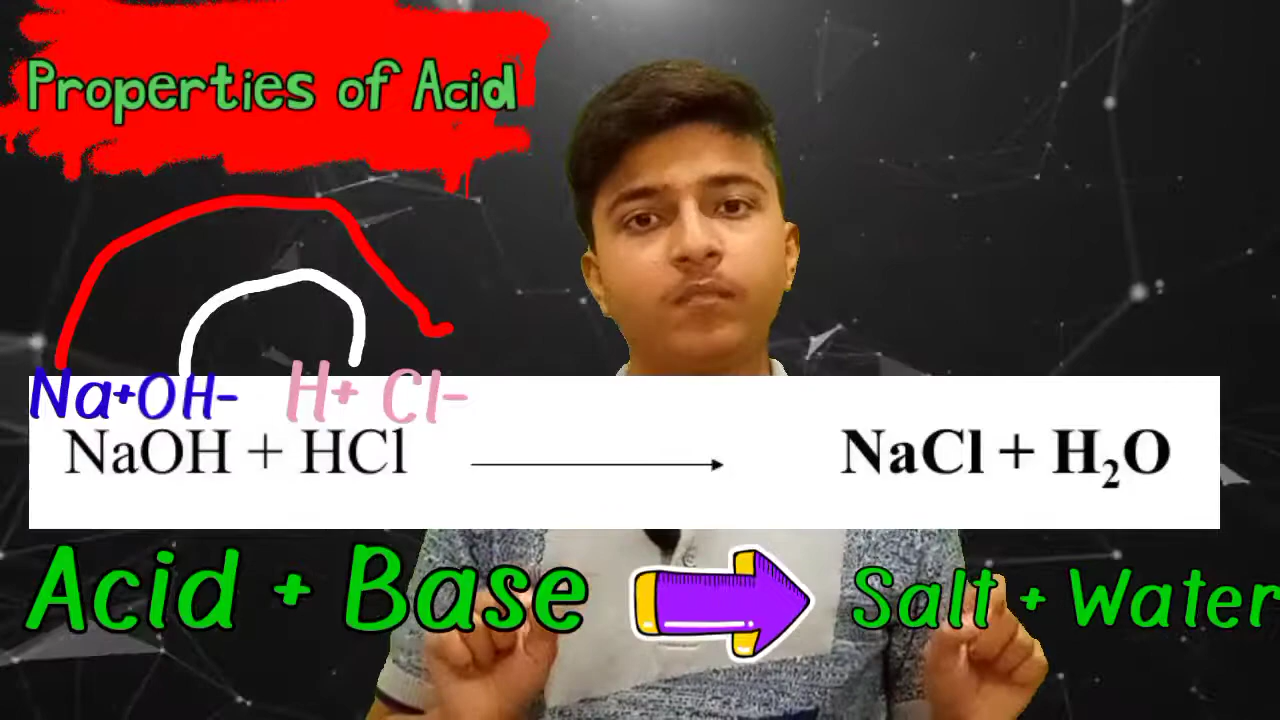 Properties of Acid
Na+OH- H+ Cl-
NaOH + HCl NaCl + H₂O
Acid + Base Salt + Water